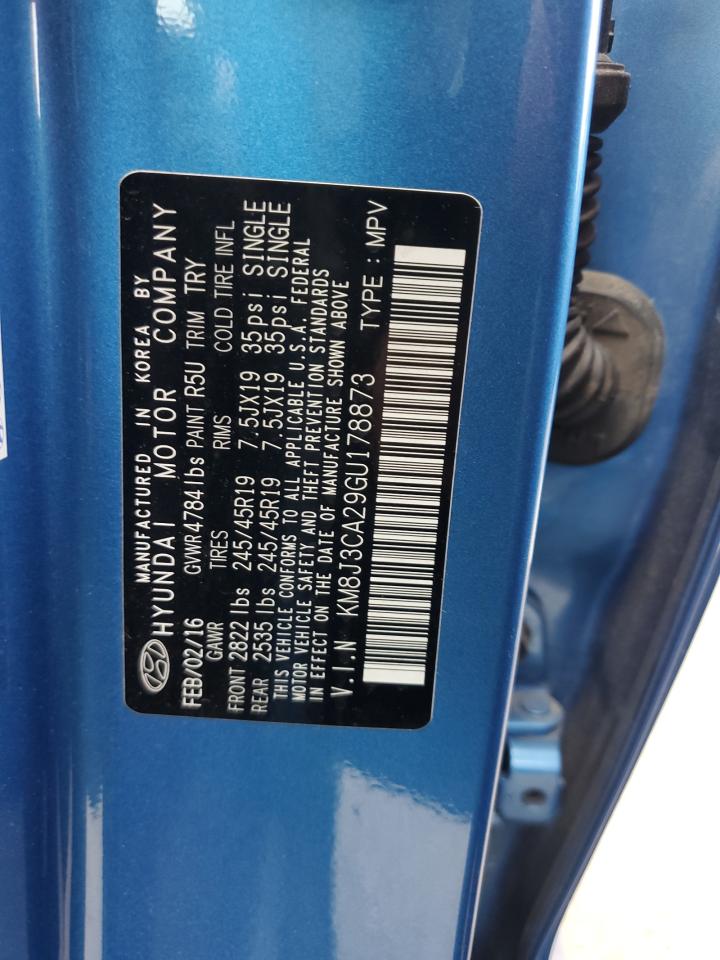 MANUFACTURED IN KOREA BY
HYUNDAI MOTOR COMPANY
FEB/02/16 GVWR 4784 lbs PAINT R5U TRIM TRY
GAWR TIRES RIMS COLD TIRE INFL
FRONT 2822 lbs 245/45R19 7.5JX19 35psi SINGLE
REAR 2535 lbs 245/45R19 7.5JX19 35psi SINGLE
THIS VEHICLE CONFORMS TO ALL APPLICABLE U.S.A. FEDERAL
MOTOR VEHICLE SAFETY AND THEFT PREVENTION STANDARDS
IN EFFECT ON THE DATE OF MANUFACTURE SHOWN ABOVE
V.I.N KM8J3CA29GU178873 TYPE : MPV